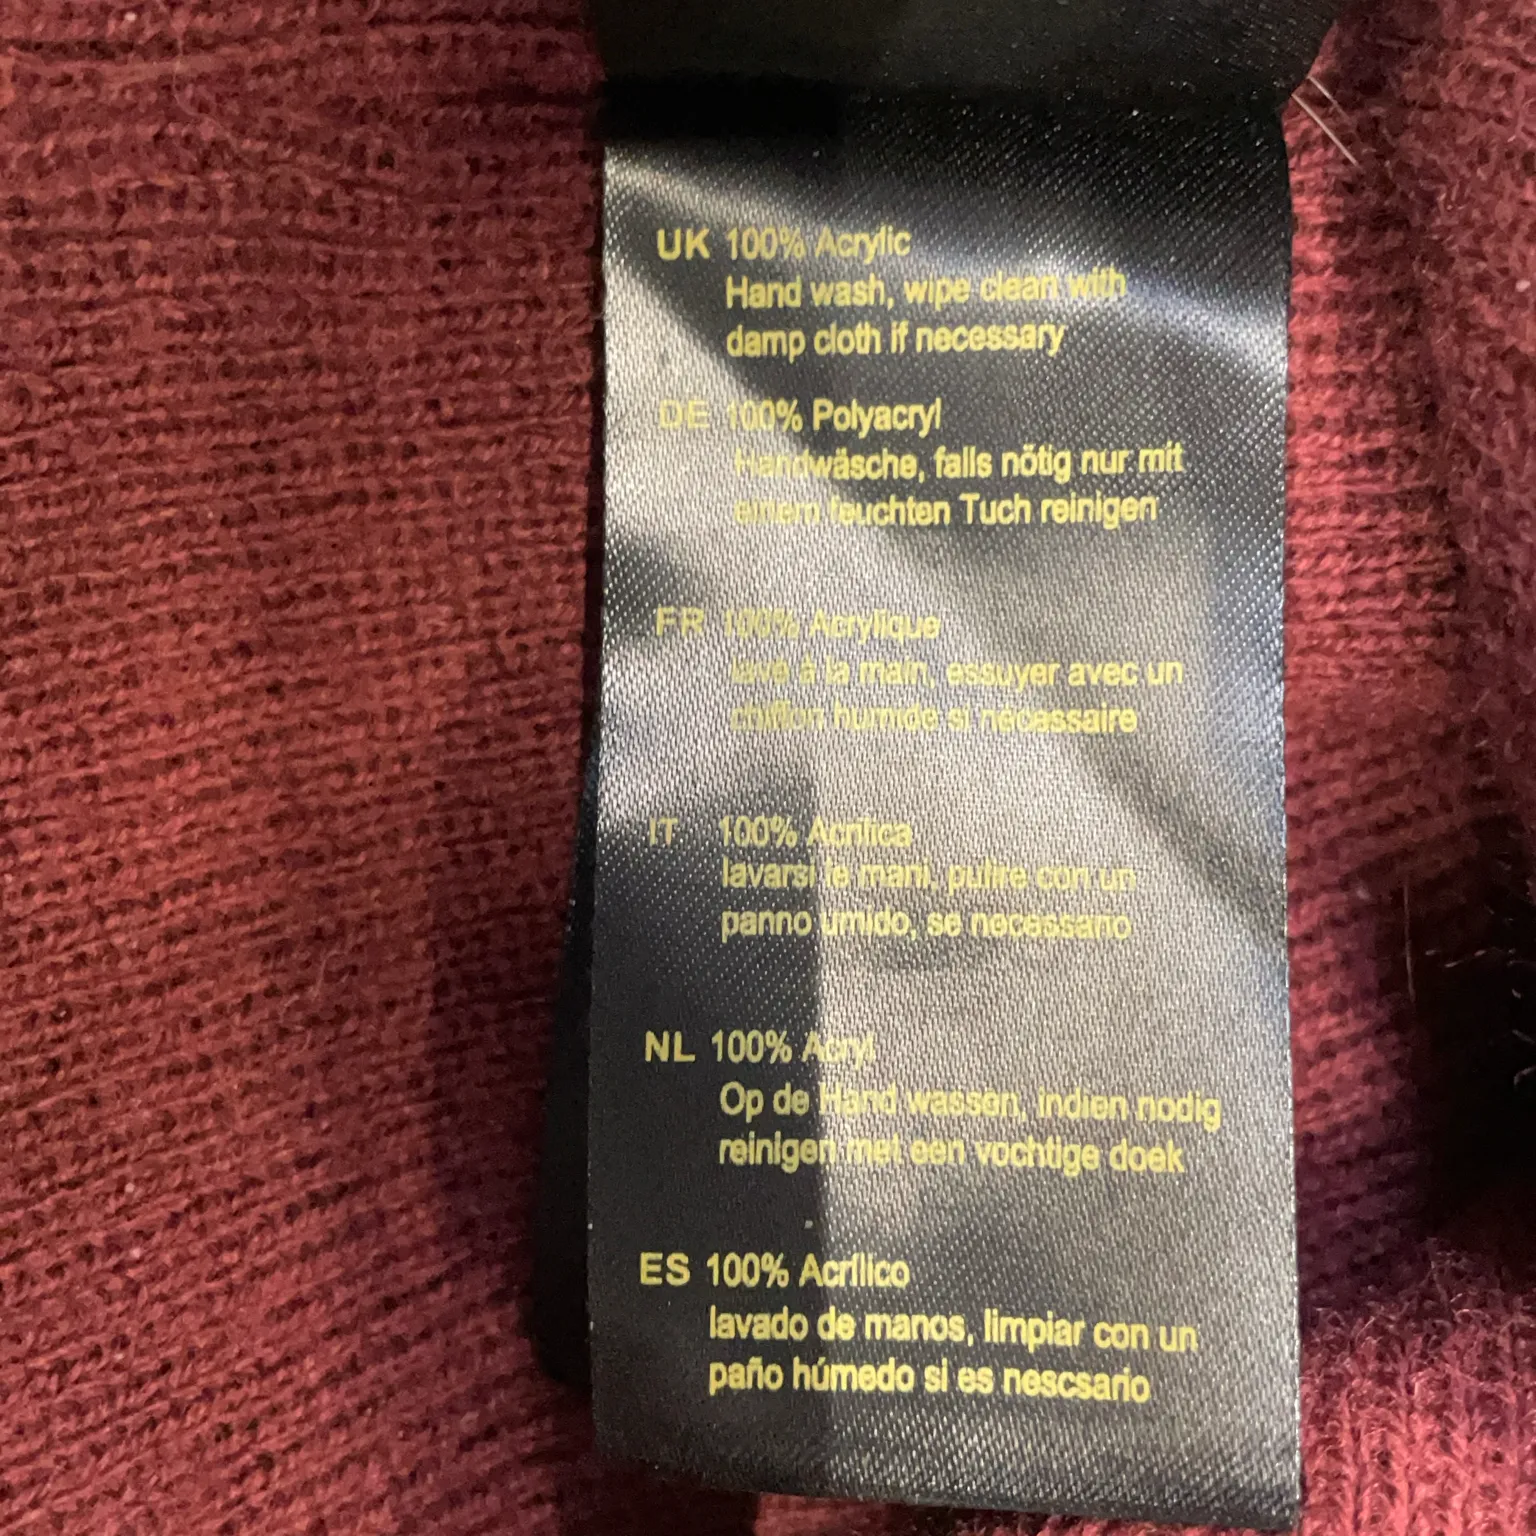 UK 100% Acrylic
Hand wash, wipe clean with
damp cloth if necessary
DE 100% Polyacryl
Handwäsche, falls nötig nur mit
einem feuchten Tuch reinigen
FR 100% Acrylique
lavé à la main, essuyer avec un
chiffon humide si nécessaire
IT 100% Acrilica
lavarsi le mani, pulire con un
panno umido, se necessario
NL 100% Acryl
Op de Hand wassen, indien nodig
reinigen met een vochtige doek
ES 100% Acrílico
lavado de manos, limpiar con un
paño húmedo si es nescsario